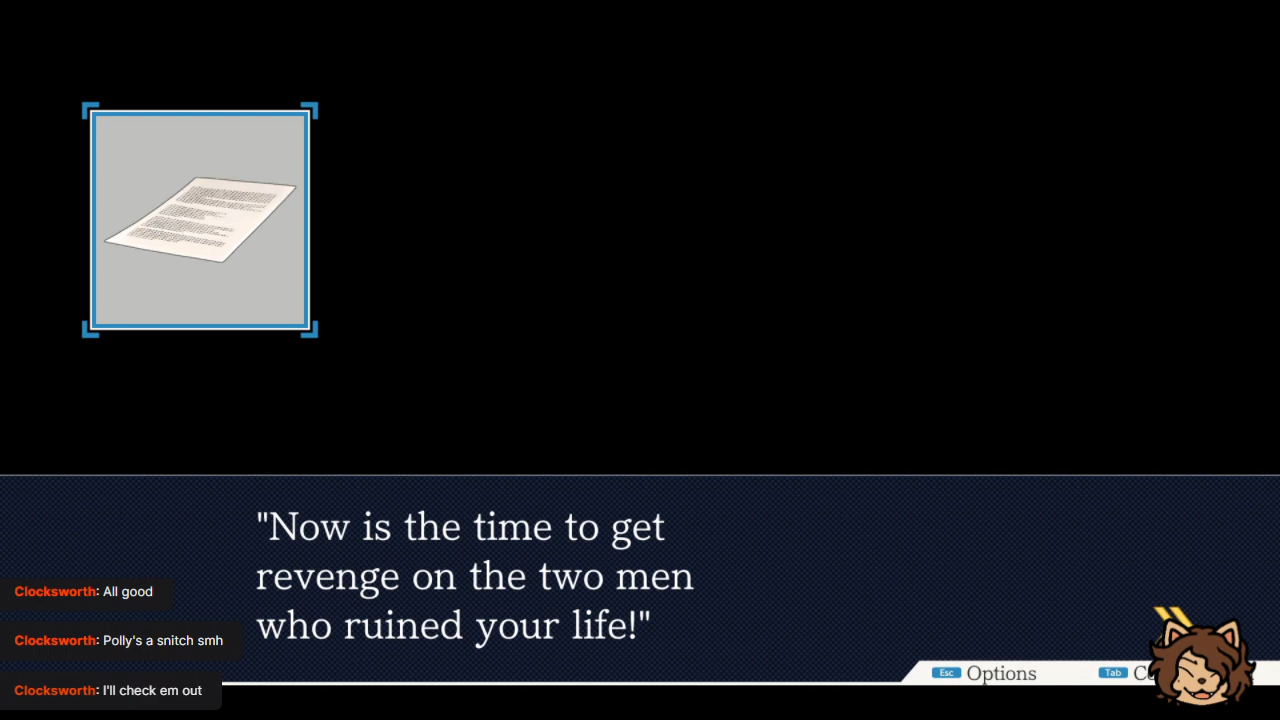 "Now is the time to get
revenge on the two men
who ruined your life!"
Clocksworth: All good
Clocksworth: Polly's a snitch smh
Clocksworth: I'll check em out
Esc Options
Tab